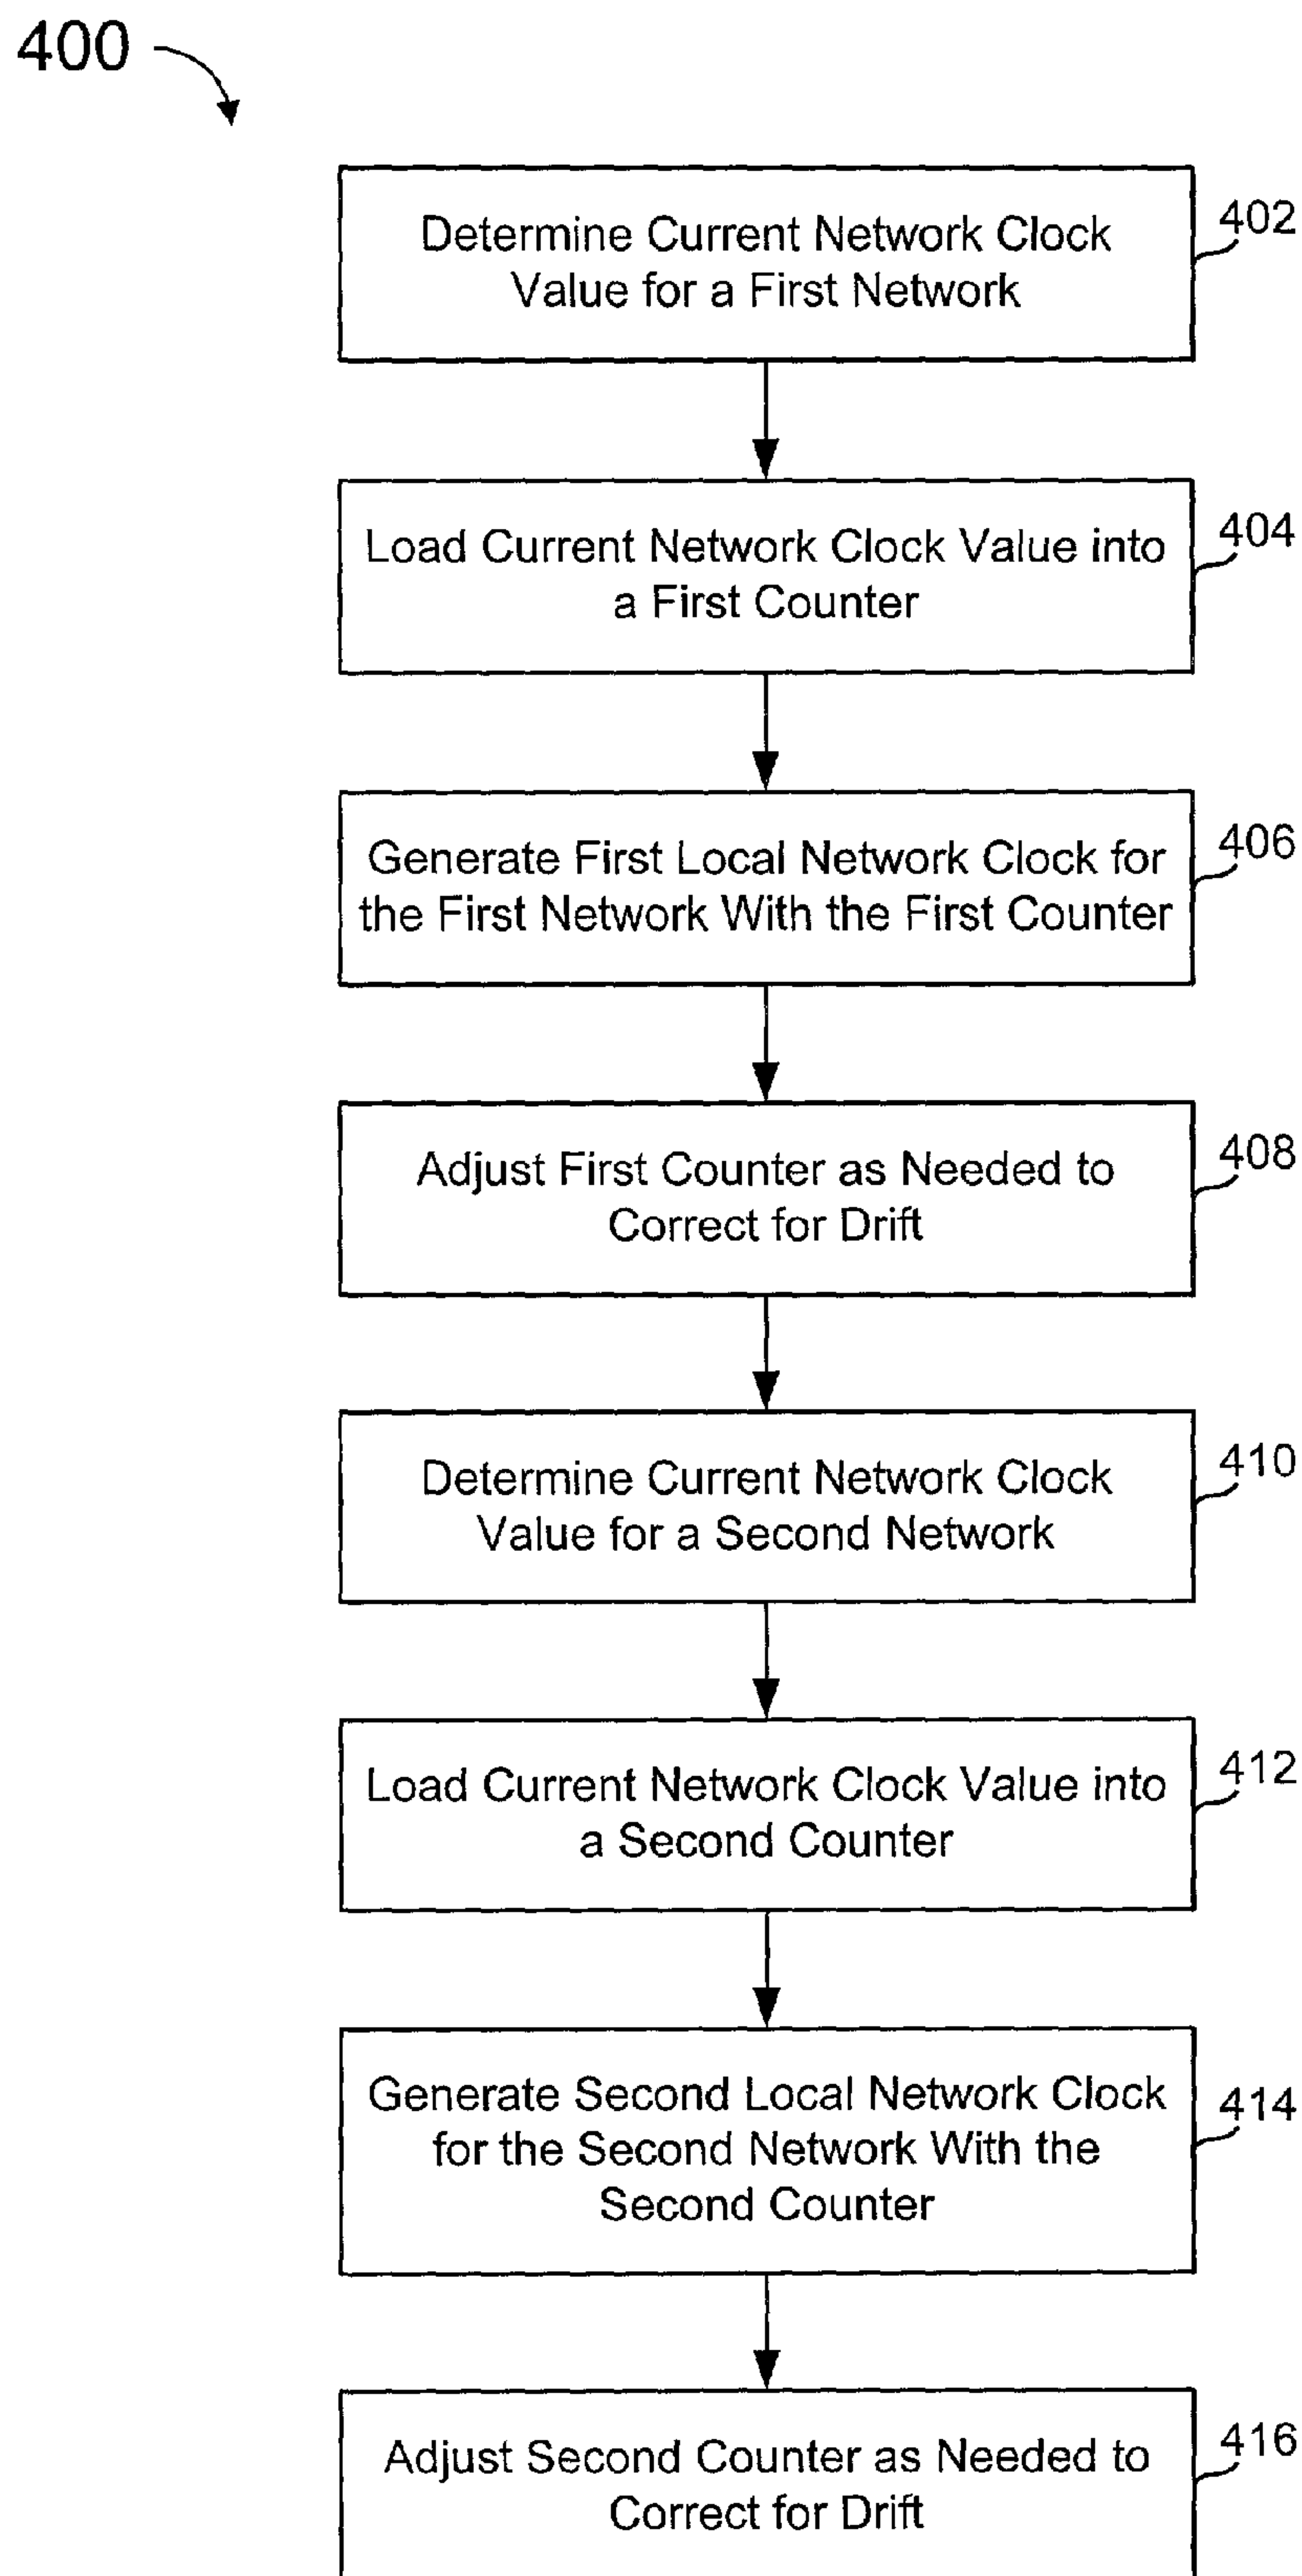 400
Determine Current Network Clock
Value for a First Network
402
Load Current Network Clock Value into
a First Counter
404
Generate First Local Network Clock for
the First Network With the First Counter
406
Adjust First Counter as Needed to
Correct for Drift
408
Determine Current Network Clock
Value for a Second Network
410
Load Current Network Clock Value into
a Second Counter
412
Generate Second Local Network Clock
for the Second Network With the
Second Counter
414
Adjust Second Counter as Needed to
Correct for Drift
416